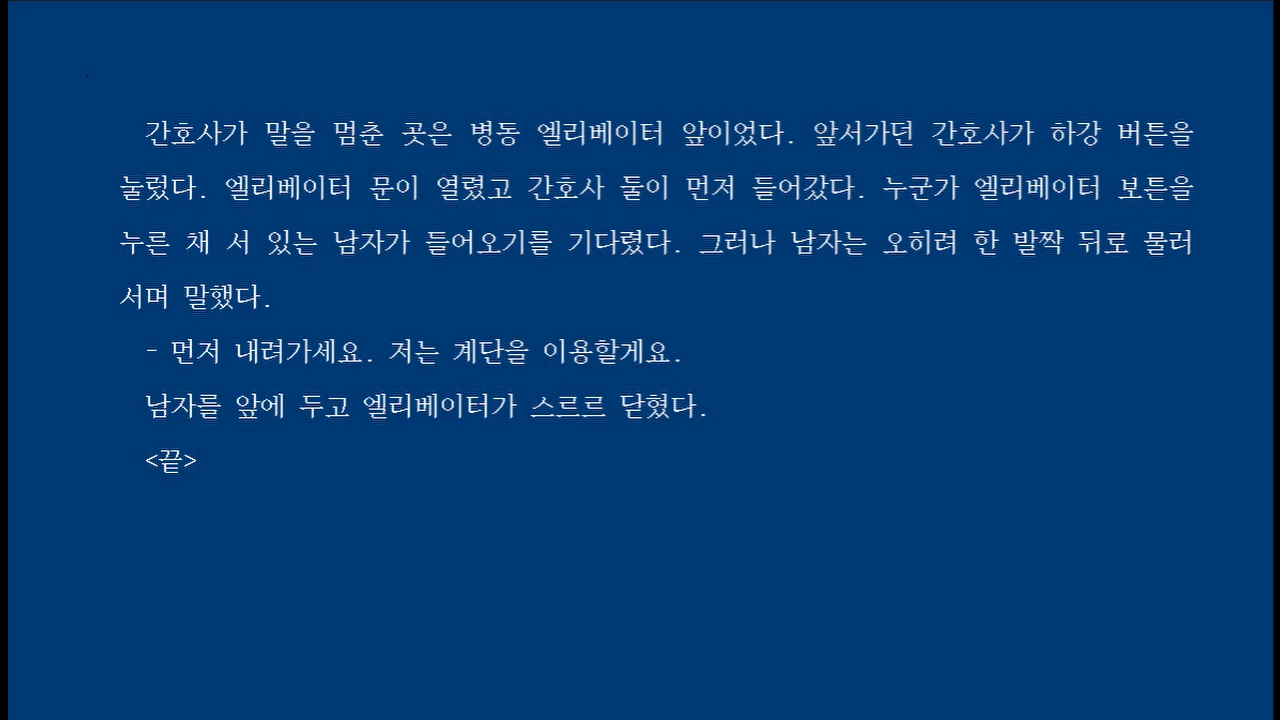 간호사가 말을 멈춘 곳은 병동 엘리베이터 앞이었다. 앞서가던 간호사가 하강 버튼을
눌렀다. 엘리베이터 문이 열렸고 간호사 둘이 먼저 들어갔다. 누군가 엘리베이터 보튼을
누른 채 서 있는 남자가 들어오기를 기다렸다. 그러나 남자는 오히려 한 발짝 뒤로 물러
서며 말했다.
- 먼저 내려가세요. 저는 계단을 이용할게요.
남자를 앞에 두고 엘리베이터가 스르르 닫혔다.
<끝>